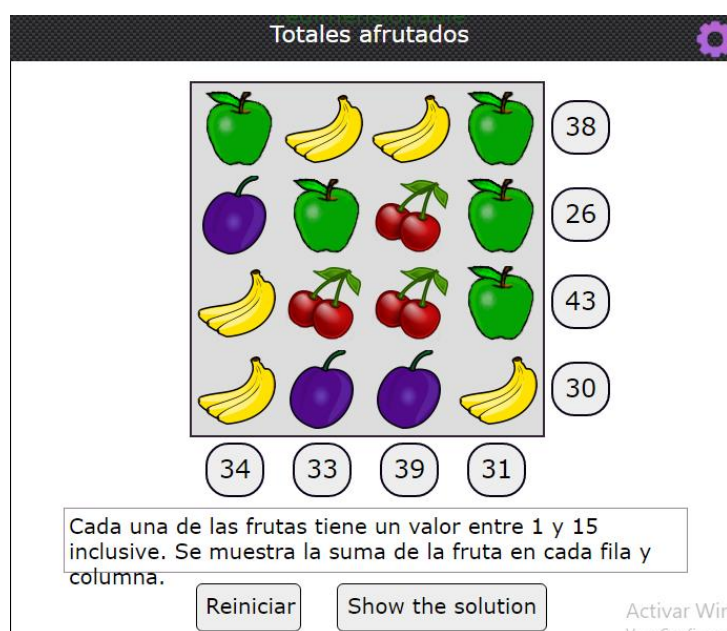 Totales afrutados
38
26
43
30
34 33 39 31
Cada una de las frutas tiene un valor entre 1 y 15
inclusive. Se muestra la suma de la fruta en cada fila y
columna.
Reiniciar Show the solution
Activar Win